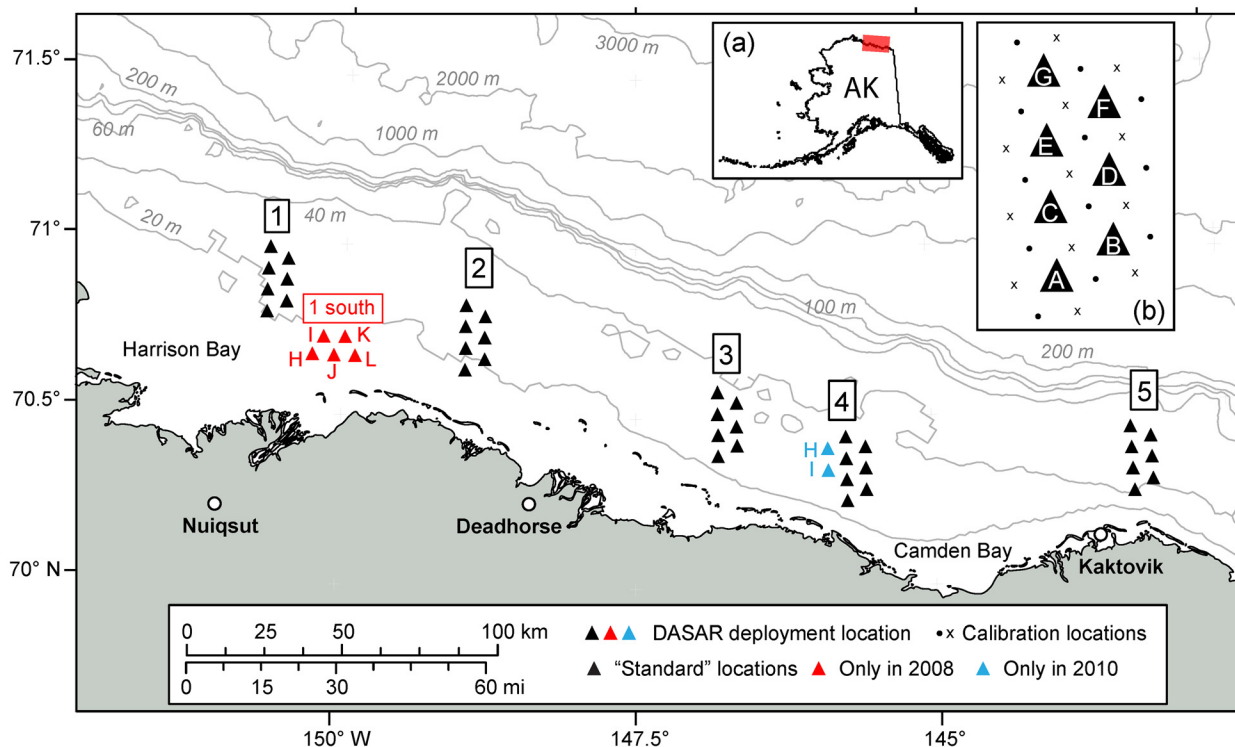 71.5°
71°
70.5°
70° N
3000 m
2000 m
200 m
1000 m
60 m
40 m
20 m
100 m
200 m
(a)
AK
G
F
E
D
C
B
A
(b)
1
2
3
4
5
1 south
I
K
H
J
L
H
I
Harrison Bay
Nuiqsut
Deadhorse
Camden Bay
Kaktovik
0 25 50 100 km
0 15 30 60 mi
DASAR deployment location
x Calibration locations
“Standard” locations
Only in 2008
Only in 2010
150° W
147.5°
145°